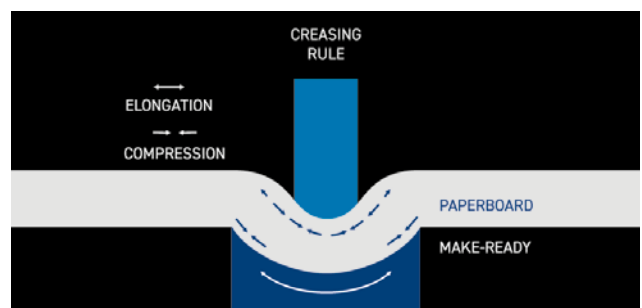 CREASING
RULE
ELONGATION
COMPRESSION
PAPERBOARD
MAKE-READY